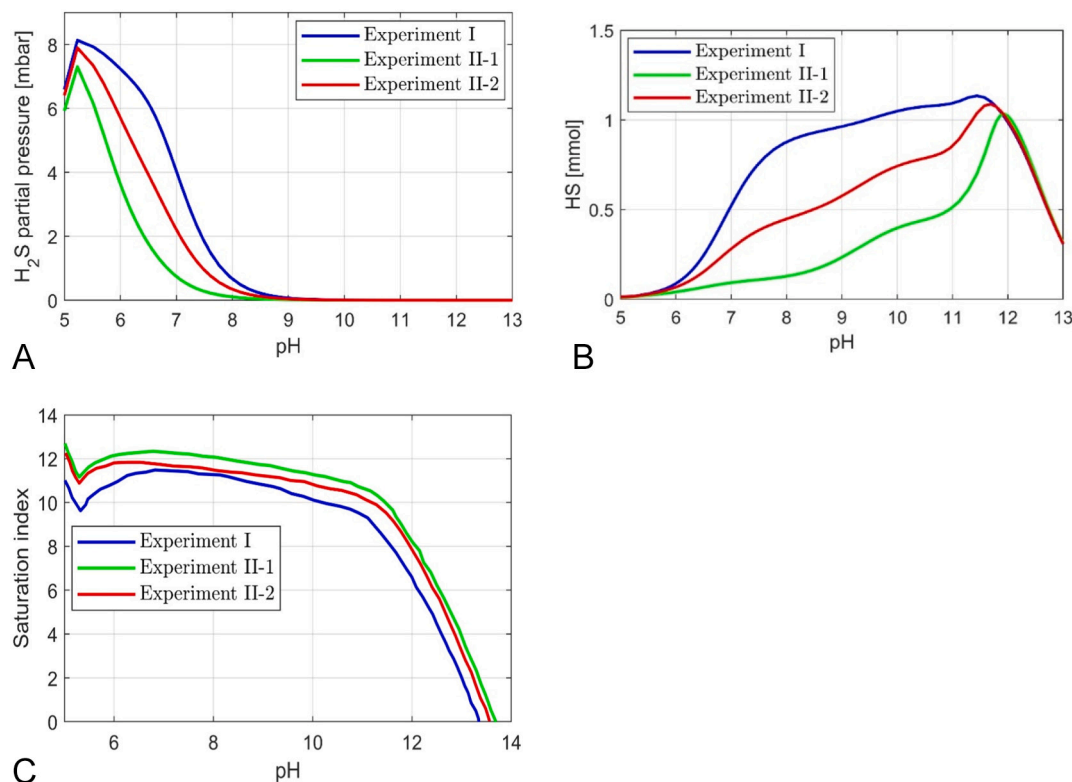 H2S partial pressure [mbar]
8
6
4
2
0
5 6 7 8 9 10 11 12 13
pH
Experiment I
Experiment II-1
Experiment II-2
A
HS [mmol]
1.5
1
0.5
0
5 6 7 8 9 10 11 12 13
pH
Experiment I
Experiment II-1
Experiment II-2
B
Saturation index
14
12
10
8
6
4
2
0
6 8 10 12 14
pH
Experiment I
Experiment II-1
Experiment II-2
C